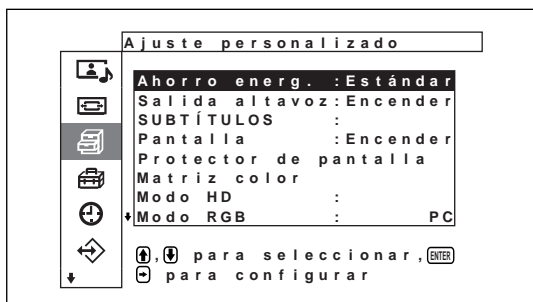 Ajuste personalizado
Ahorro energ. :Estándar
Salida altavoz:Encender
SUBTÍTULOS :
Pantalla :Encender
Protector de pantalla
Matriz color
Modo HD :
Modo RGB : PC
, para seleccionar, ENTER
para configurar